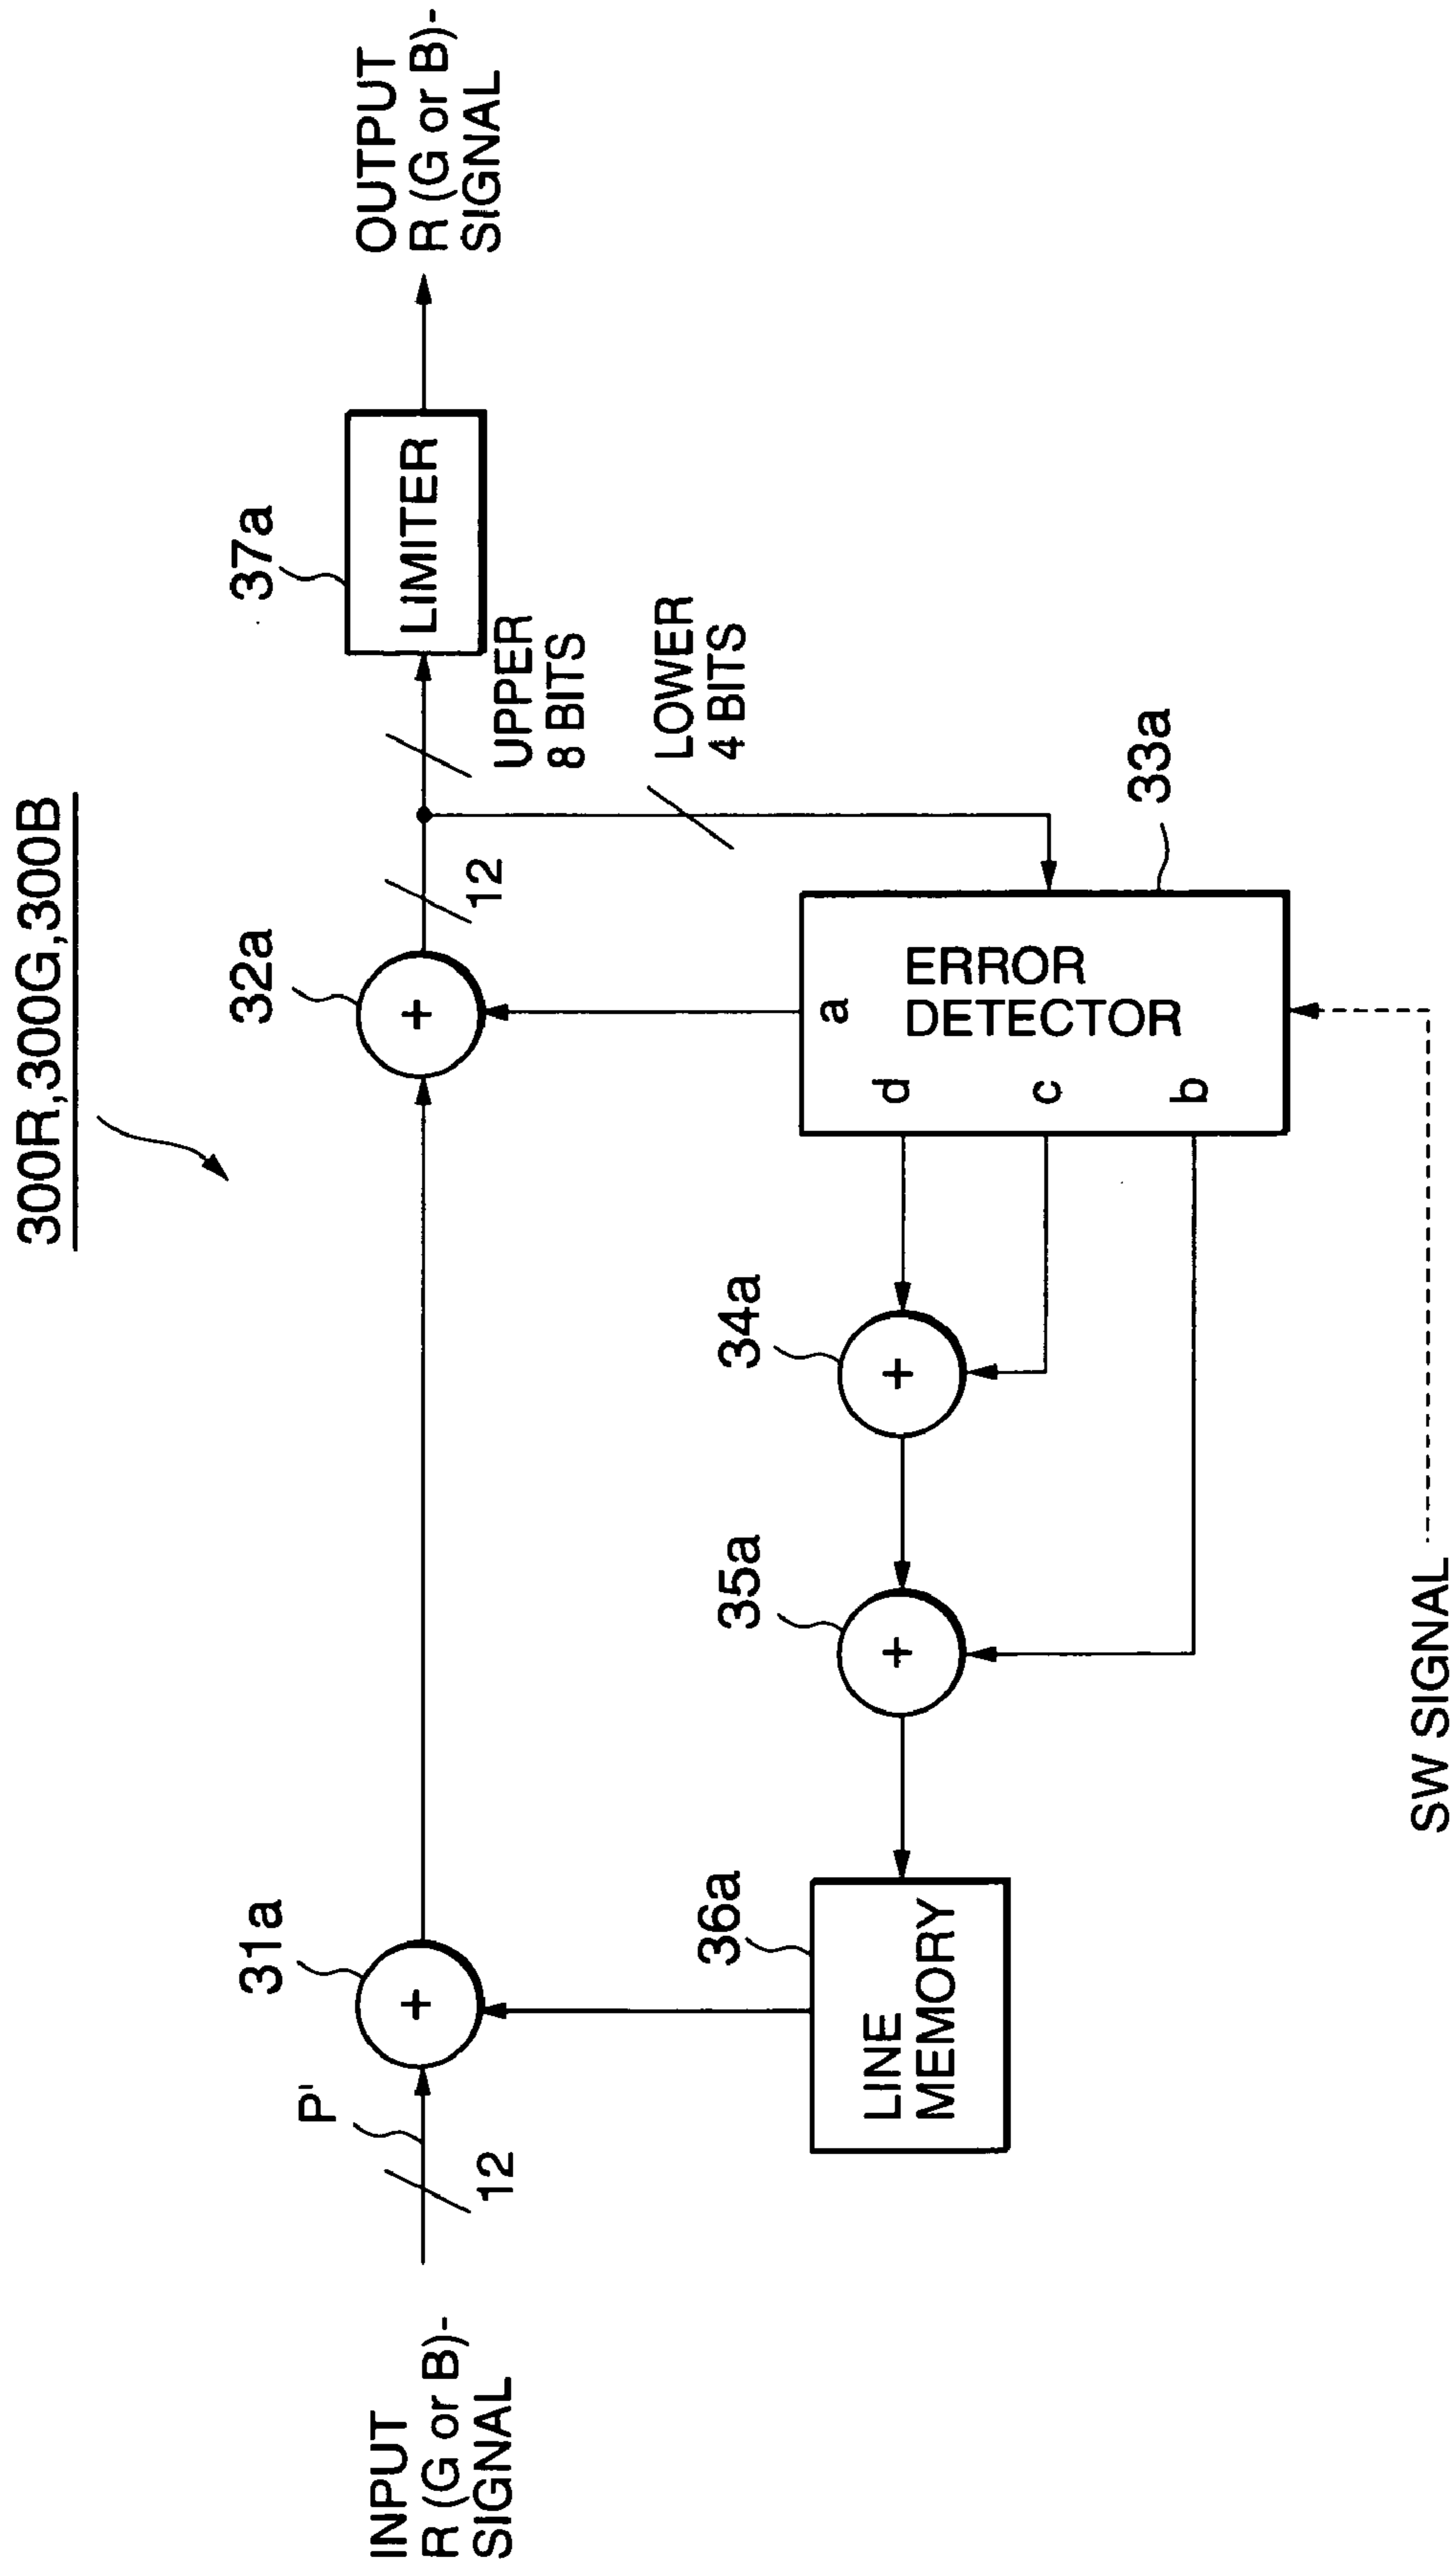 300R,300G,300B
INPUT
R (G or B)-
SIGNAL
P'
12
31a
+
32a
+
12
UPPER
8 BITS
LOWER
4 BITS
37a
LIMITER
OUTPUT
R (G or B)-
SIGNAL
36a
LINE
MEMORY
35a
+
34a
+
33a
ERROR
DETECTOR
a
d
c
b
SW SIGNAL